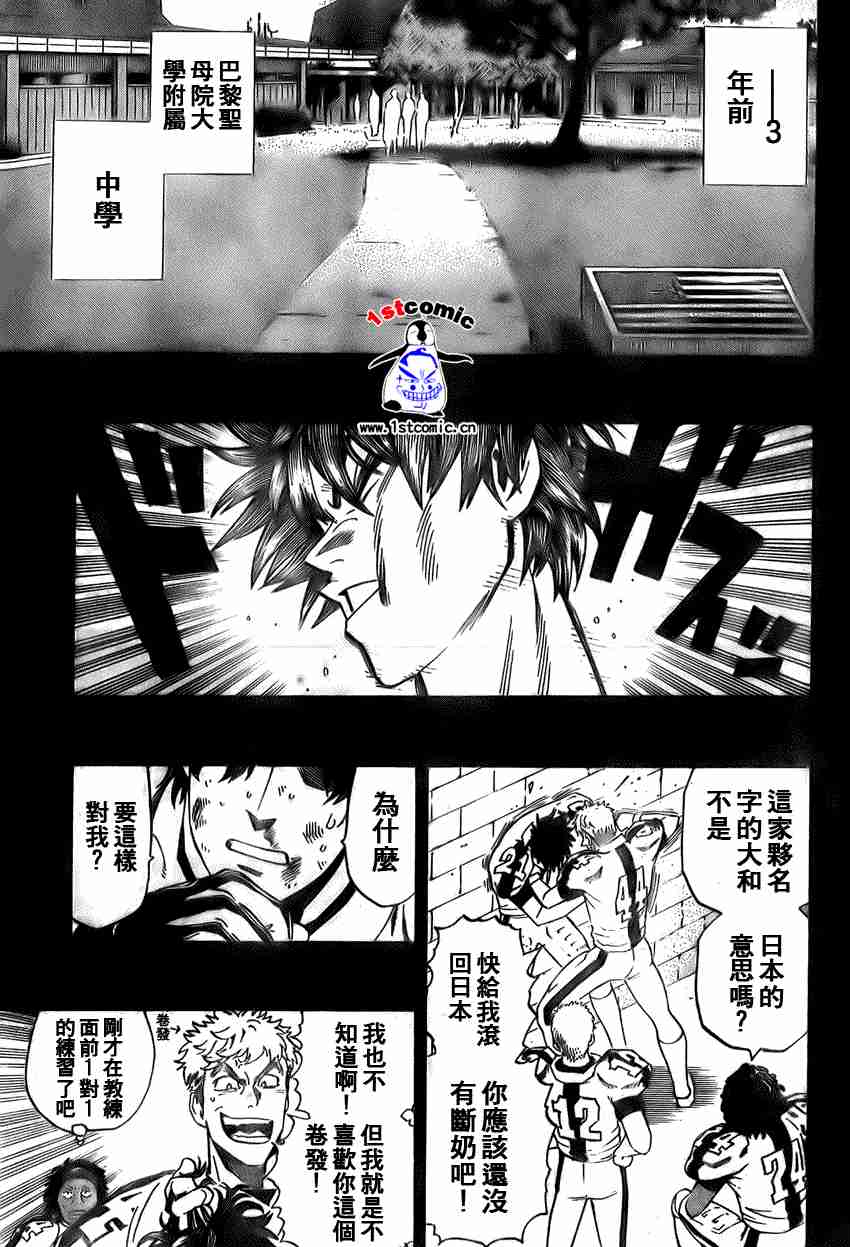 ——3
年前
巴黎聖
母院大
學附屬
中學
1stcomic
www.1stcomic.cn
ガッ
ドッ
這家夥名
字的大和
不是
日本的
意思嗎？
快給我滾
回日本
你應該還沒
有斷奶吧！
為什麼
要這樣
對我？
我也不
知道啊！
但我就是不
喜歡你這個
卷發！
卷發→
剛才在教練
面前1對1
的練習了吧
44
12